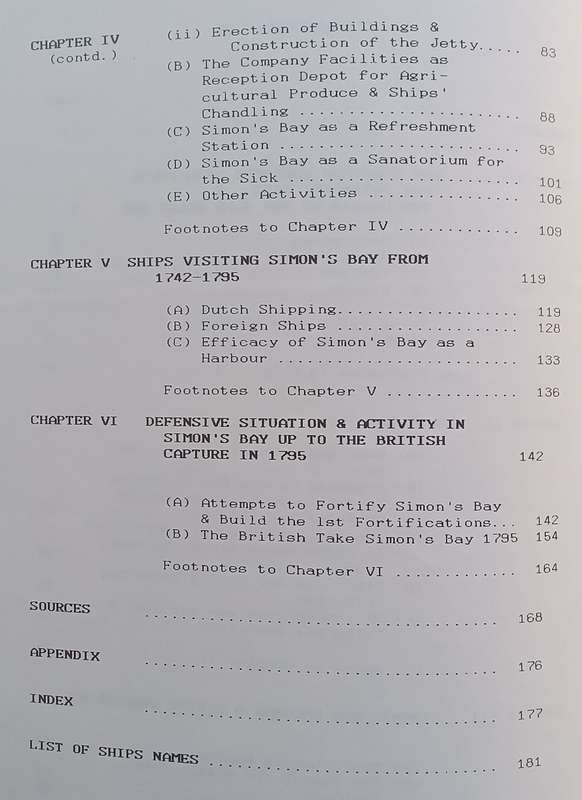 CHAPTER IV (ii) Erection of Buildings &
(contd.) Construction of the Jetty..... 83
(B) The Company Facilities as
Reception Depot for Agri-
cultural Produce & Ships'
Chandling ........................ 88
(C) Simon's Bay as a Refreshment
Station .......................... 93
(D) Simon's Bay as a Sanatorium for
the Sick ......................... 101
(E) Other Activities ................ 106
Footnotes to Chapter IV ............. 109
CHAPTER V SHIPS VISITING SIMON'S BAY FROM
1742-1795 119
(A) Dutch Shipping................... 119
(B) Foreign Ships ................... 128
(C) Efficacy of Simon's Bay as a
Harbour .......................... 133
Footnotes to Chapter V .............. 136
CHAPTER VI DEFENSIVE SITUATION & ACTIVITY IN
SIMON'S BAY UP TO THE BRITISH
CAPTURE IN 1795 142
(A) Attempts to Fortify Simon's Bay
& Build the 1st Fortifications... 142
(B) The British Take Simon's Bay 1795 154
Footnotes to Chapter VI ............. 164
SOURCES ..................................... 168
APPENDIX ..................................... 176
INDEX ..................................... 177
LIST OF SHIPS NAMES ............................... 181